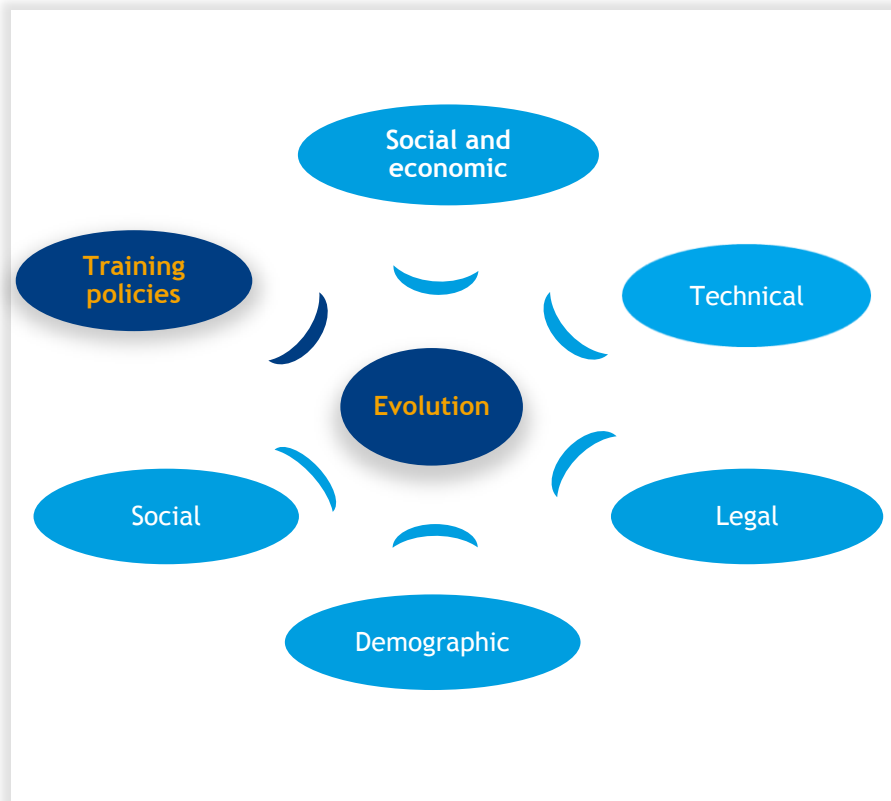 Social and
economic
Training
policies
Technical
Evolution
Social
Legal
Demographic